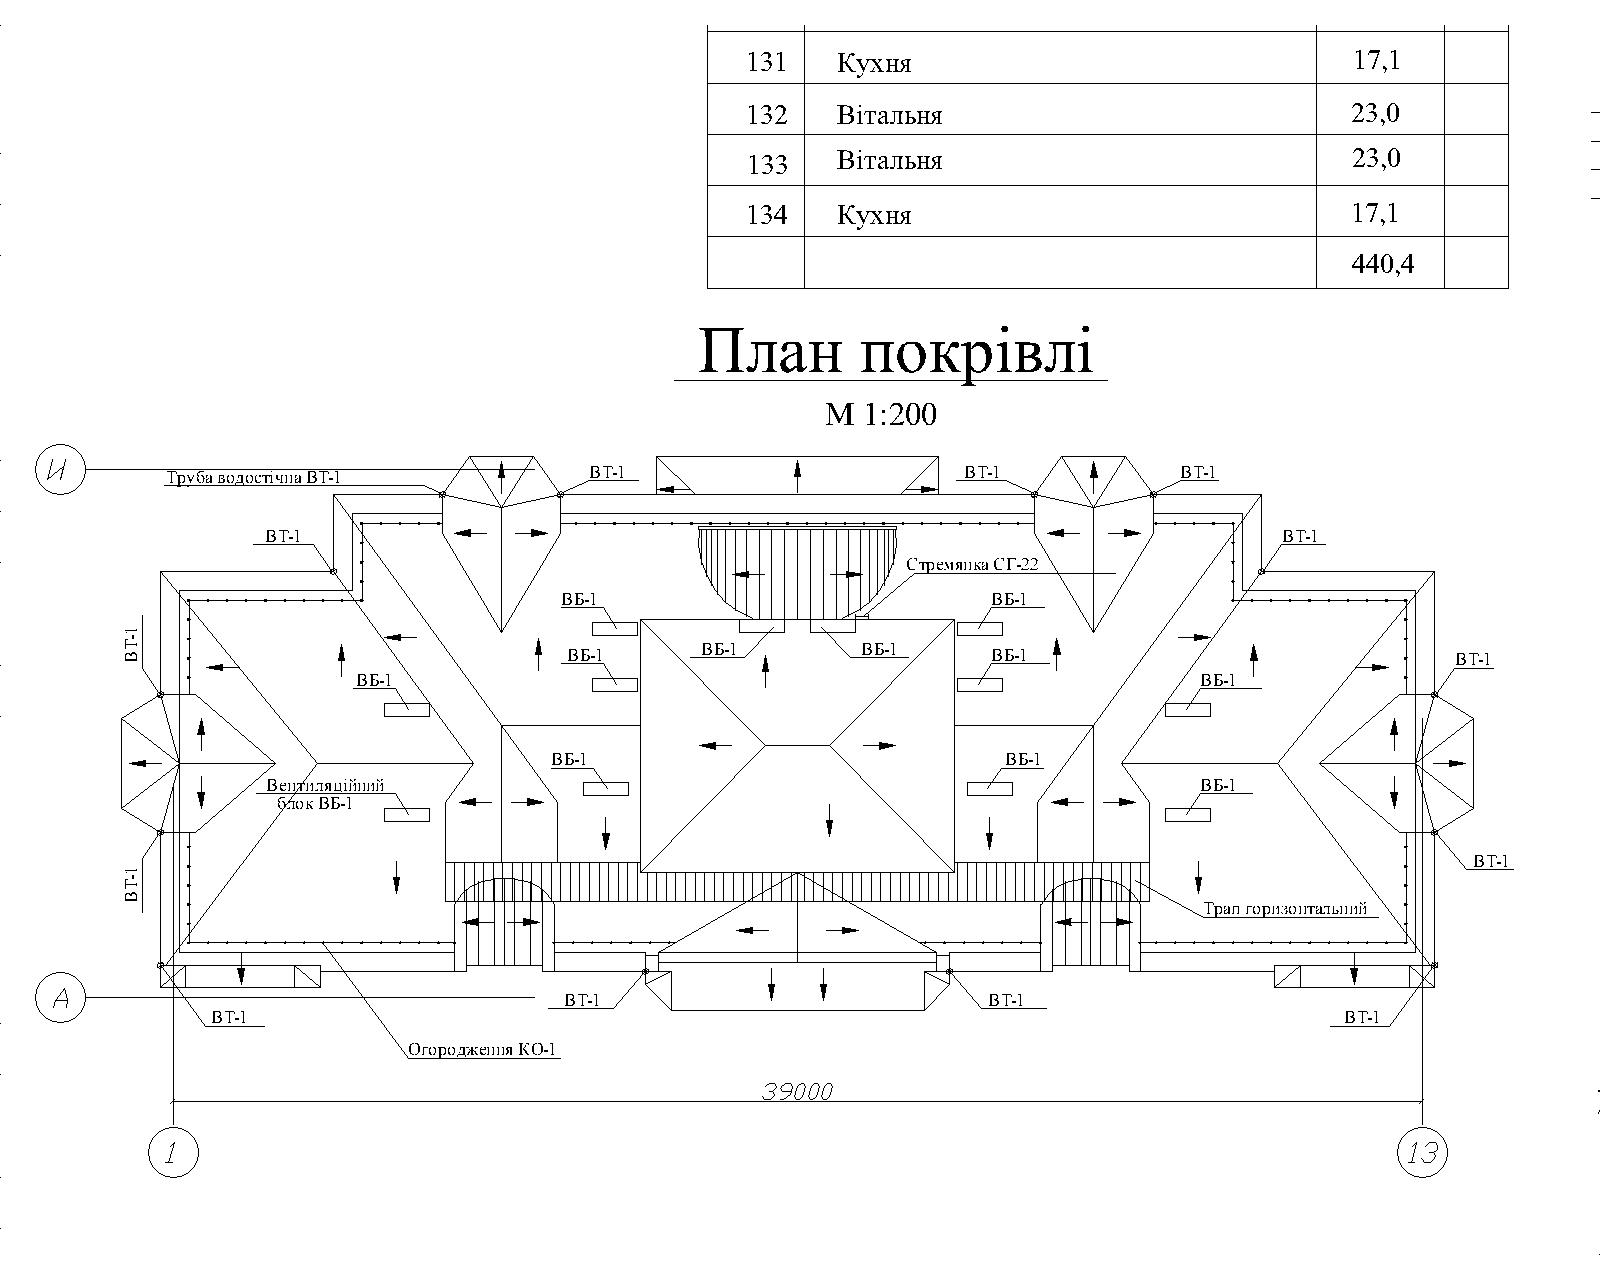 131 Кухня 17,1
132 Вітальня 23,0
133 Вітальня 23,0
134 Кухня 17,1
440,4
План покрівлі
М 1:200
И
Труба водостічна ВТ-1
ВТ-1
ВТ-1
ВТ-1
ВТ-1
ВТ-1
Стремянка СГ-22
ВБ-1
ВБ-1
ВТ-1
ВБ-1
ВБ-1
ВБ-1
ВБ-1
ВТ-1
ВБ-1
ВБ-1
ВБ-1
ВБ-1
Вентиляційний
блок ВБ-1
ВБ-1
ВТ-1
ВТ-1
Трап горизонтальний
А
ВТ-1
ВТ-1
ВТ-1
ВТ-1
Огородження КО-1
39000
1
13